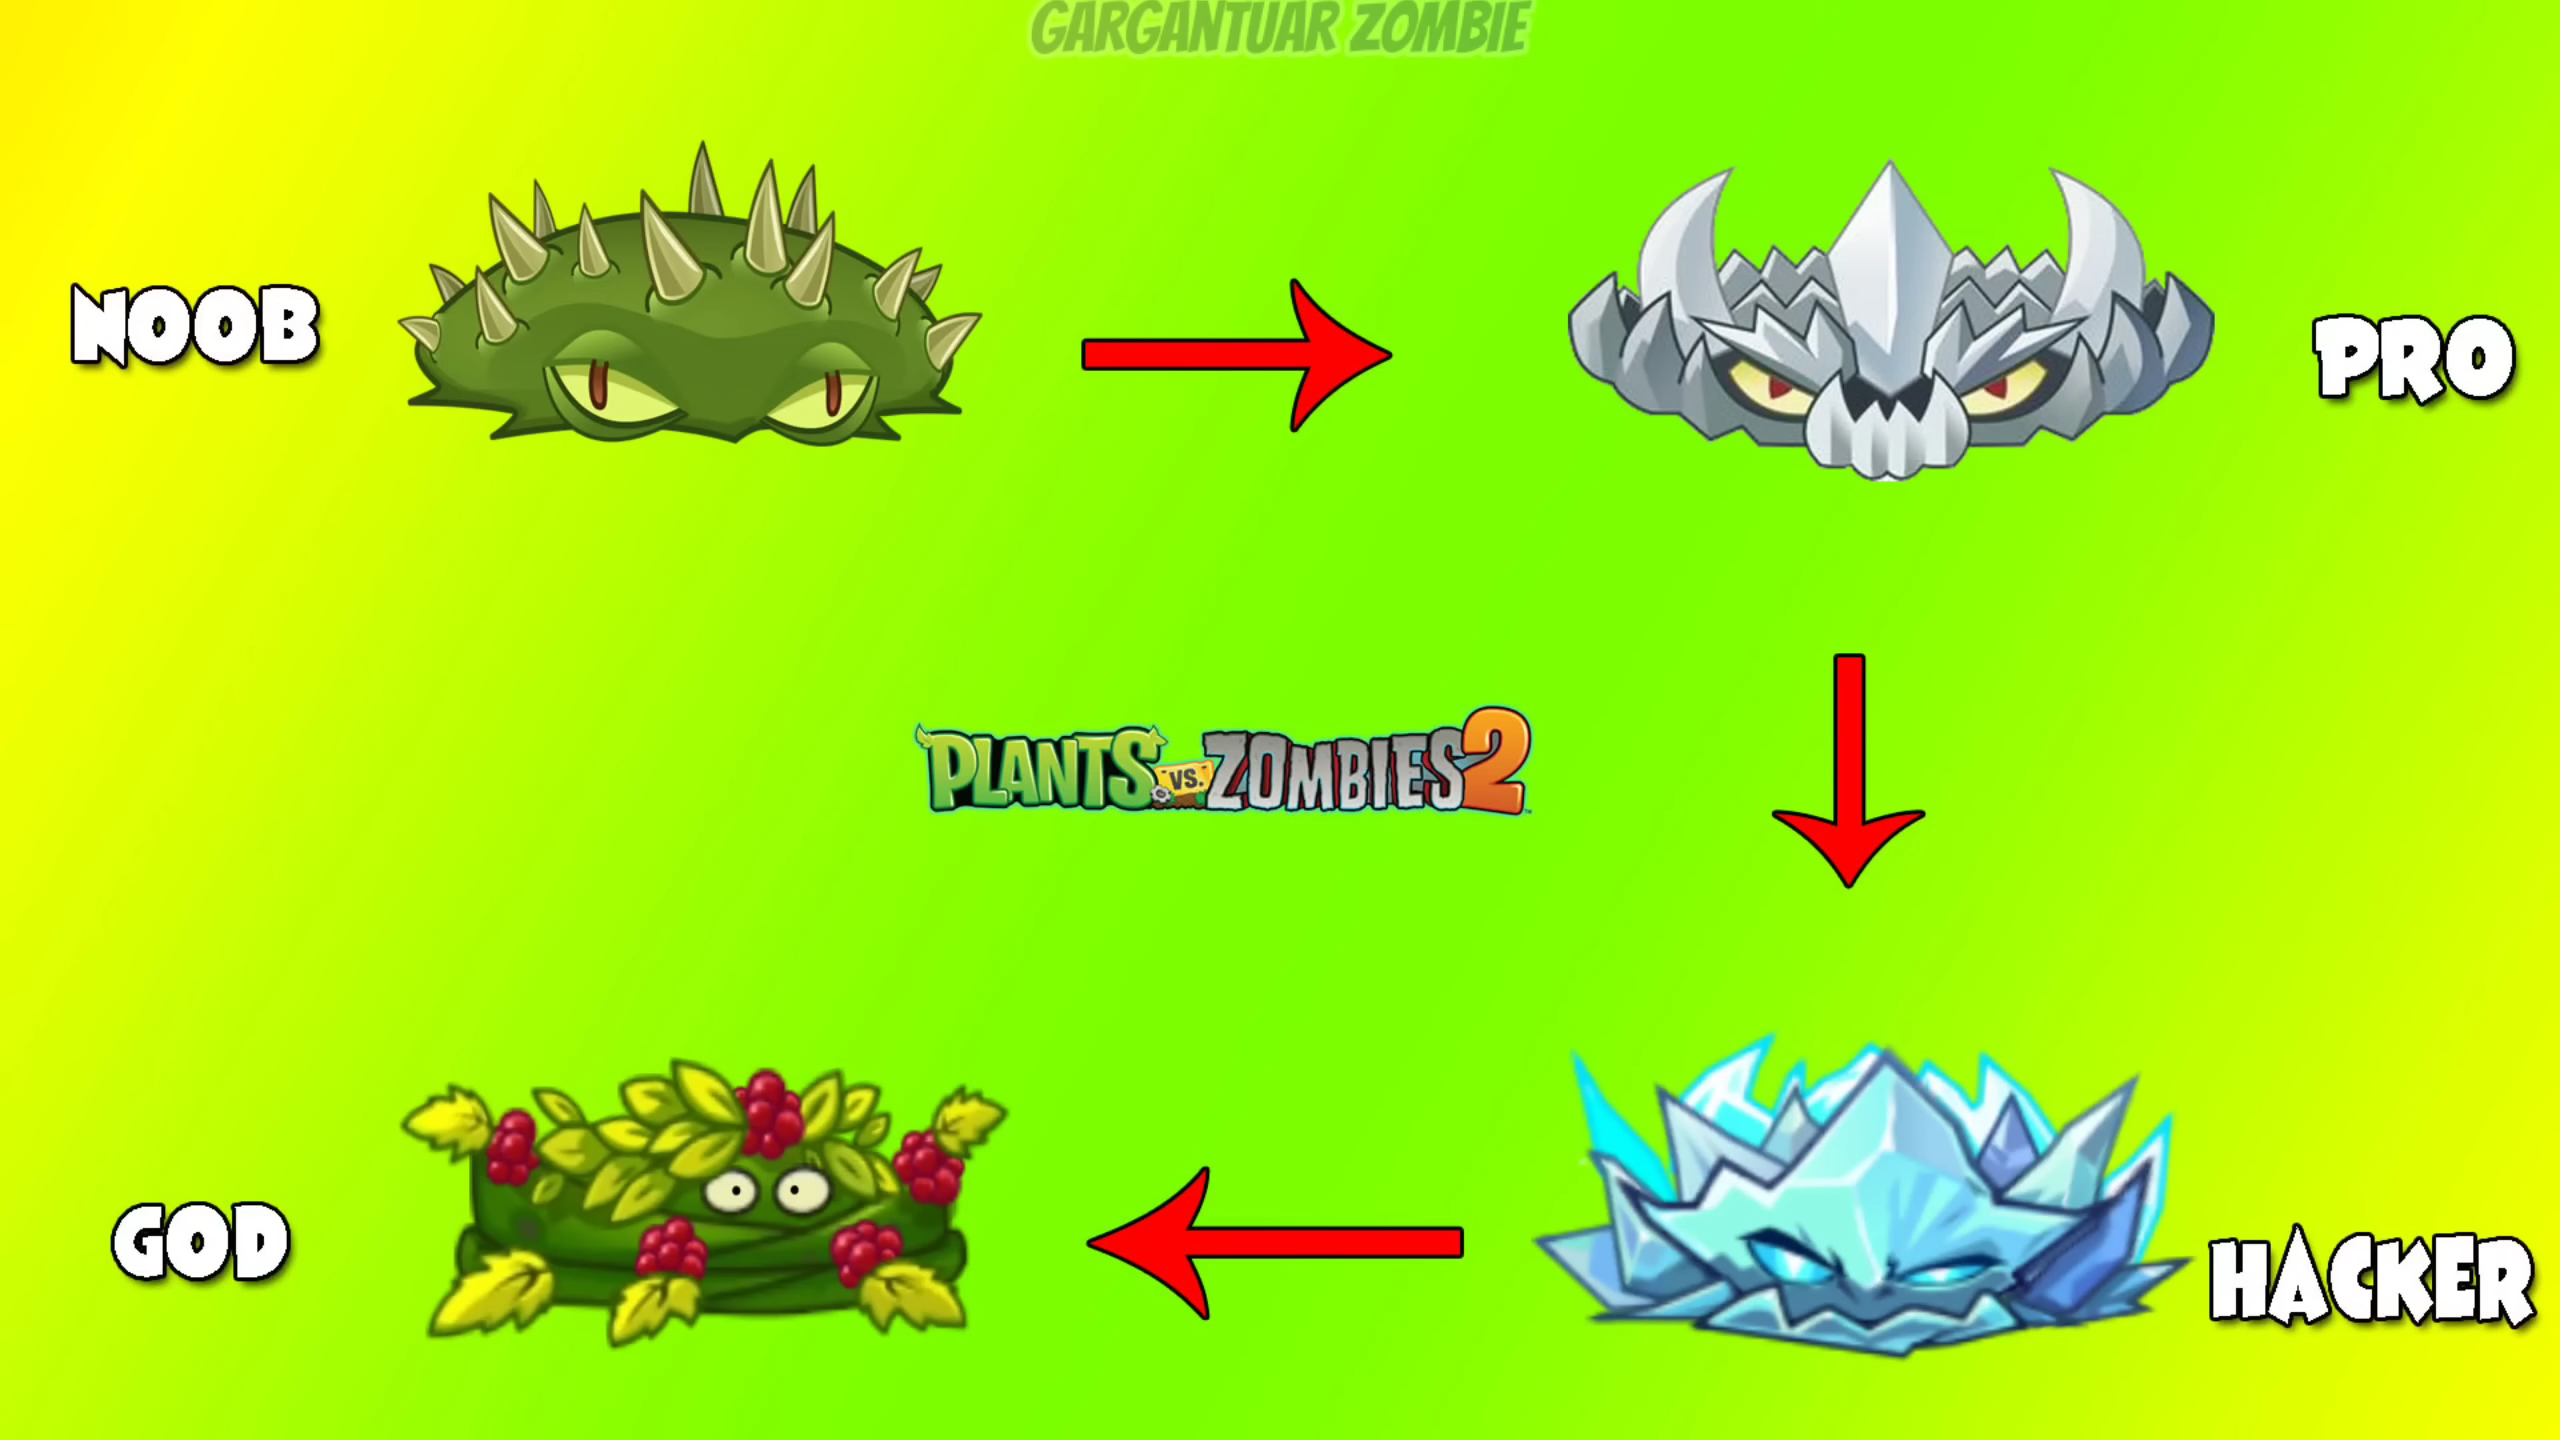 GARGANTUAR ZOMBIE
NOOB
PRO
PLANTS VS. ZOMBIES 2
GOD
HACKER